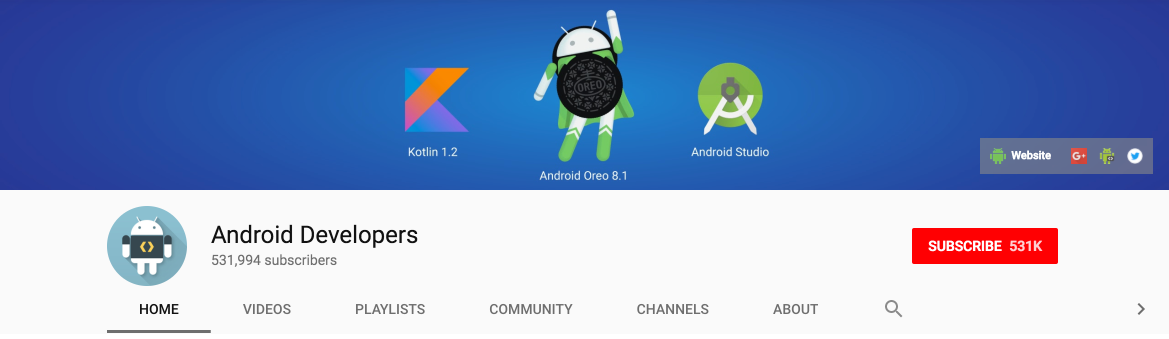 OREO
Kotlin 1.2
Android Studio
Android Oreo 8.1
Website
G+
Android Developers
531,994 subscribers
SUBSCRIBE 531K
HOME VIDEOS PLAYLISTS COMMUNITY CHANNELS ABOUT